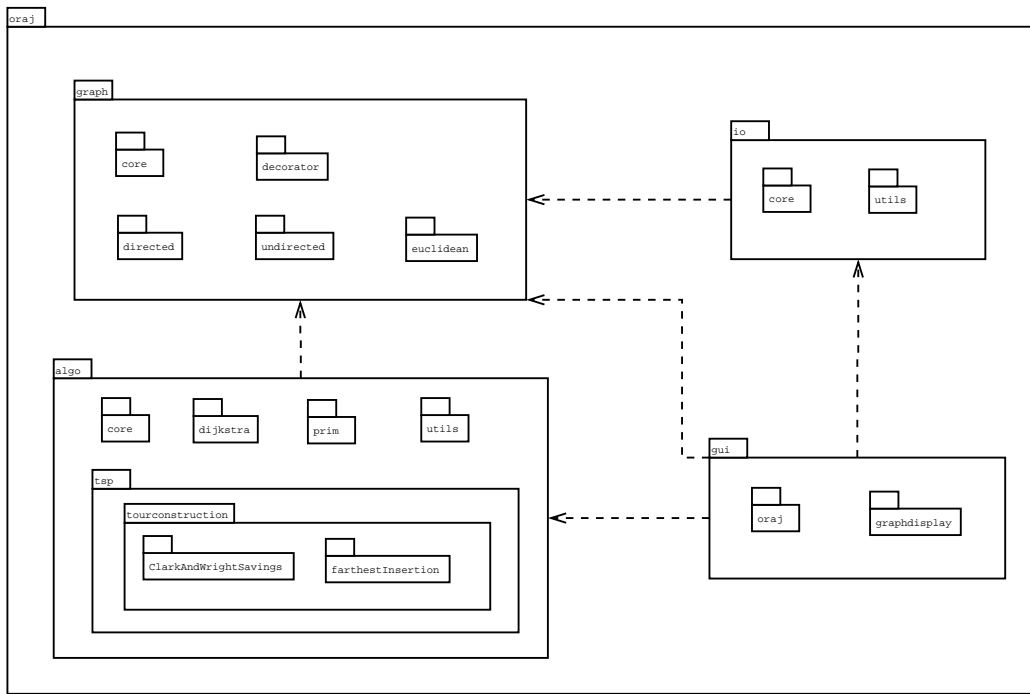 oraj
graph
core
decorator
directed
undirected
euclidean
io
core
utils
algo
core
dijkstra
prim
utils
tsp
tourconstruction
ClarkAndWrightSavings
farthestInsertion
gui
oraj
graphdisplay